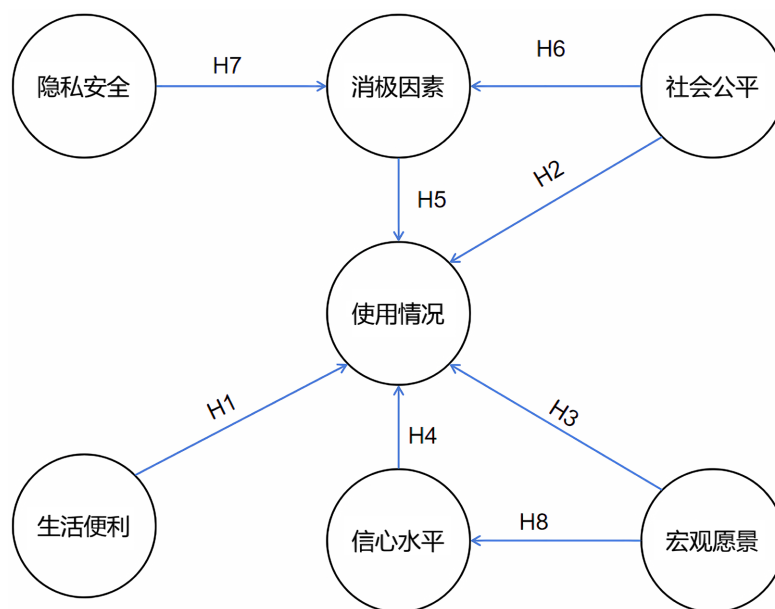 隐私安全
H7
消极因素
H6
社会公平
H5
H2
使用情况
H1
H4
H3
生活便利
信心水平
H8
宏观愿景